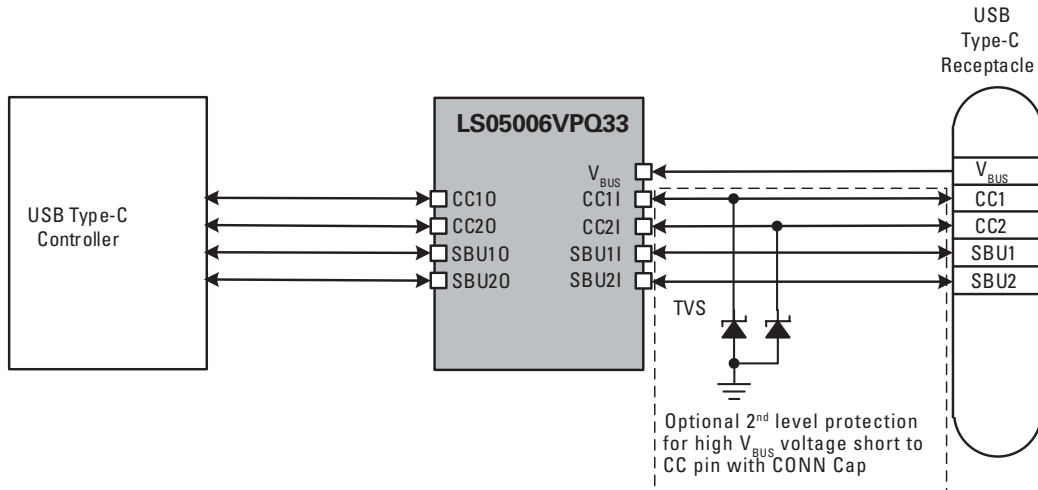 USB
Type-C
Receptacle
LS05006VPQ33
VBUS
VBUS
CC1O
CC1I
CC1
USB Type-C
Controller
CC2O
CC2I
CC2
SBU1O
SBU1I
SBU1
SBU2O
SBU2I
SBU2
TVS
Optional 2nd level protection
for high VBUS voltage short to
CC pin with CONN Cap